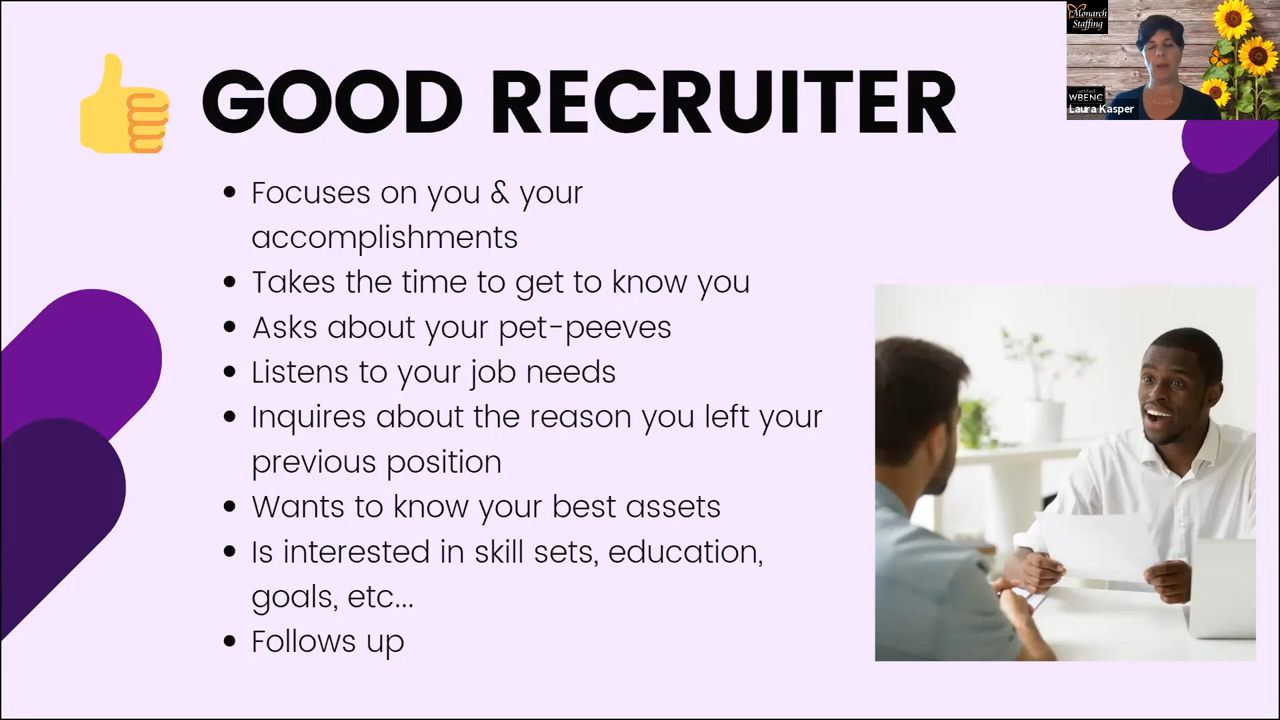 GOOD RECRUITER
Monarch
Staffing
certified
WBENC
Laura Kasper
• Focuses on you & your
accomplishments
• Takes the time to get to know you
• Asks about your pet-peeves
• Listens to your job needs
• Inquires about the reason you left your
previous position
• Wants to know your best assets
• Is interested in skill sets, education,
goals, etc...
• Follows up